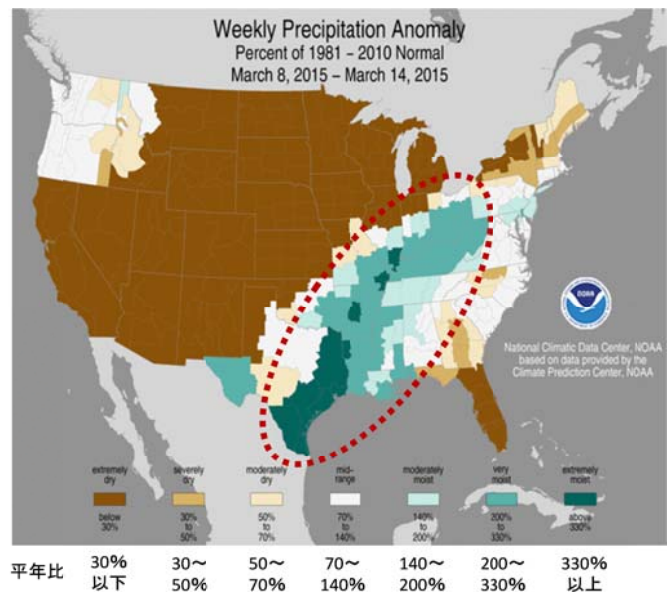 Weekly Precipitation Anomaly
Percent of 1981 - 2010 Normal
March 8, 2015 – March 14, 2015
NOAA
National Climatic Data Center, NOAA
based on data provided by the
Climate Prediction Center, NOAA
extremely dry
severely dry
moderately dry
mid-range
moderately moist
very moist
extremely moist
below 30%
30% to 50%
50% to 70%
70% to 140%
140% to 200%
200% to 330%
above 330%
平年比
30%以下
30～50%
50～70%
70～140%
140～200%
200～330%
330%以上